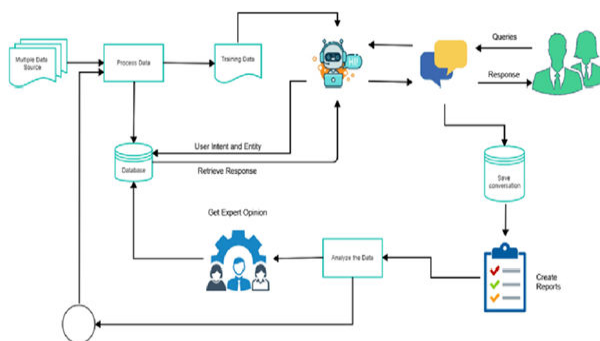 Multiple Data
Source
Process Data
Training Data
Queries
Response
User Intent and Entity
Retrieve Response
Database
Save
conversation
Get Expert Opinion
Analyze the Data
Create
Reports